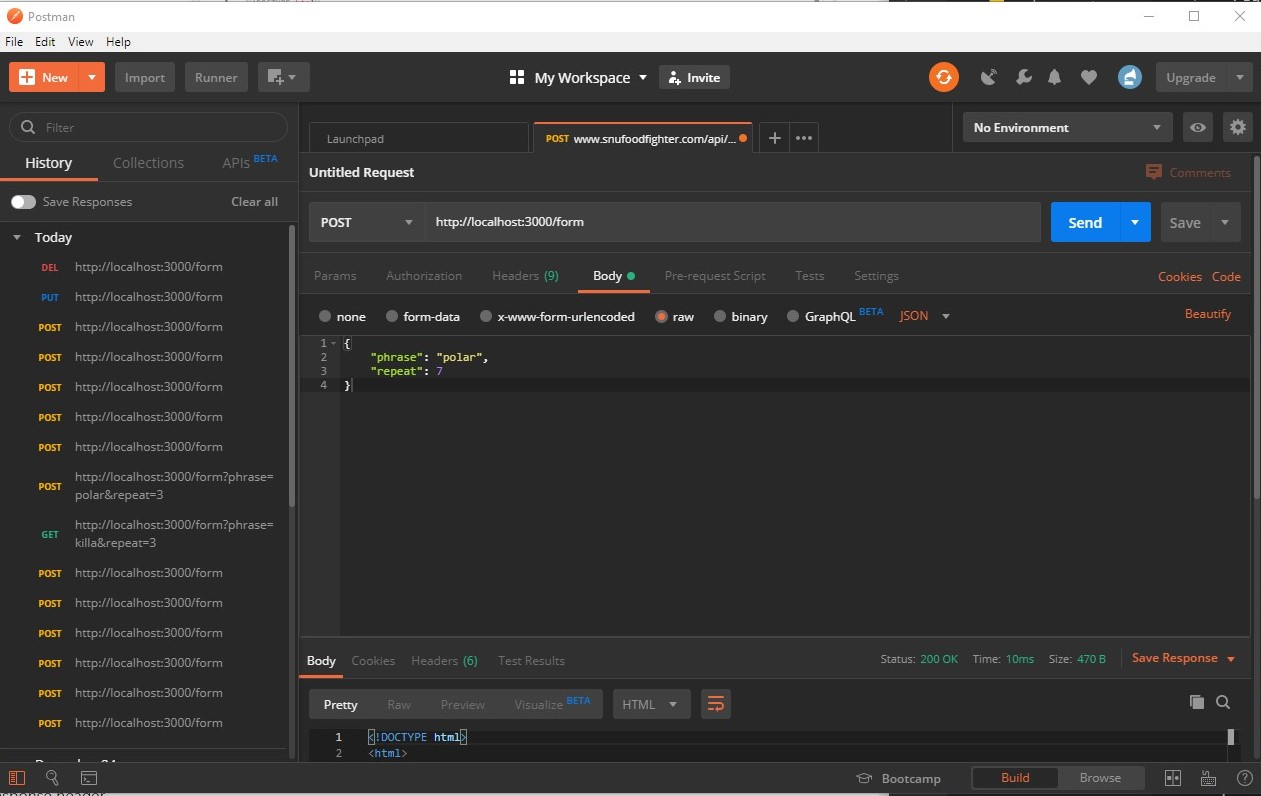 Postman
File Edit View Help
New Import Runner My Workspace Invite Upgrade
Filter
History Collections APIs BETA
Save Responses Clear all
Today
DEL http://localhost:3000/form
PUT http://localhost:3000/form
POST http://localhost:3000/form
POST http://localhost:3000/form
POST http://localhost:3000/form
POST http://localhost:3000/form
POST http://localhost:3000/form
POST http://localhost:3000/form?phrase=
polar&repeat=3
GET http://localhost:3000/form?phrase=
killa&repeat=3
POST http://localhost:3000/form
POST http://localhost:3000/form
POST http://localhost:3000/form
POST http://localhost:3000/form
POST http://localhost:3000/form
POST http://localhost:3000/form
Launchpad POST www.snufoodfighter.com/api/... No Environment
Untitled Request Comments
POST http://localhost:3000/form Send Save
Params Authorization Headers (9) Body Pre-request Script Tests Settings Cookies Code
none form-data x-www-form-urlencoded raw binary GraphQL BETA JSON Beautify
1 {
2 "phrase": "polar",
3 "repeat": 7
4 }
Body Cookies Headers (6) Test Results Status: 200 OK Time: 10ms Size: 470 B Save Response
Pretty Raw Preview Visualize BETA HTML
1 <!DOCTYPE html>
2 <html>
Bootcamp Build Browse